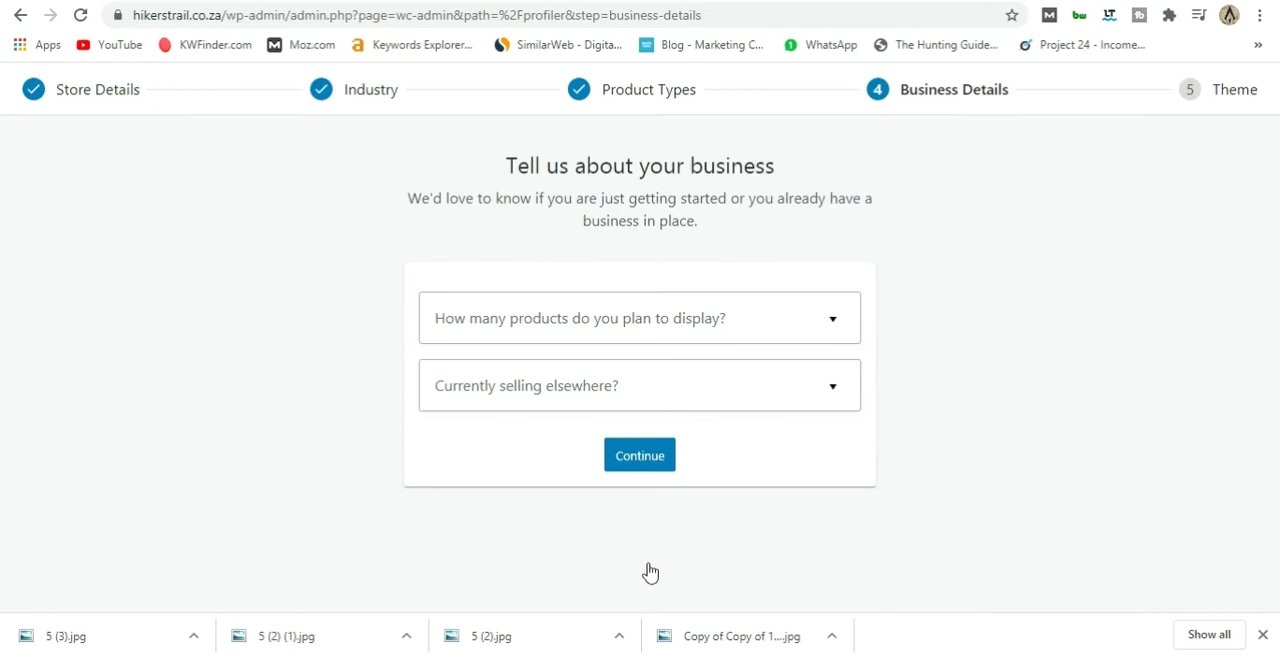 hikerstrail.co.za/wp-admin/admin.php?page=wc-admin&path=%2Fprofiler&step=business-details
Apps YouTube KWFinder.com Moz.com Keywords Explorer... SimilarWeb - Digita... Blog - Marketing C... WhatsApp The Hunting Guide... Project 24 - Income... »
Store Details Industry Product Types 4 Business Details 5 Theme
Tell us about your business
We'd love to know if you are just getting started or you already have a
business in place.
How many products do you plan to display?
Currently selling elsewhere?
Continue
5 (3).jpg 5 (2) (1).jpg 5 (2).jpg Copy of Copy of 1....jpg Show all